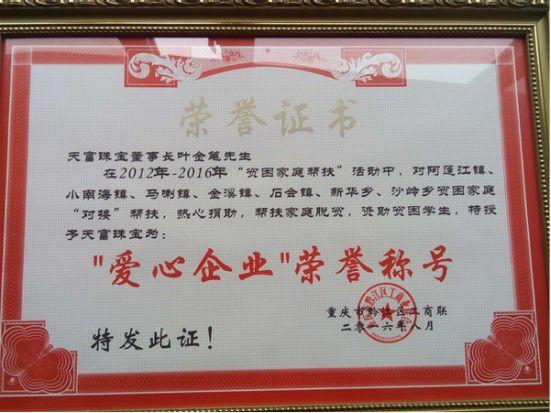 荣誉证书
天富珠宝董事长叶金笔先生
在2012年-2016年“贫困家庭帮扶”活动中，对阿蓬江镇、
小南海镇、马喇镇、金溪镇、石会镇、新华乡、沙岭乡贫困家庭
“对接”帮扶，热心捐助，帮扶家庭脱贫，资助贫困学生，特授
予天富珠宝为：
"爱心企业"荣誉称号
重庆市黔江区工商联
二零一六年八月
特发此证！